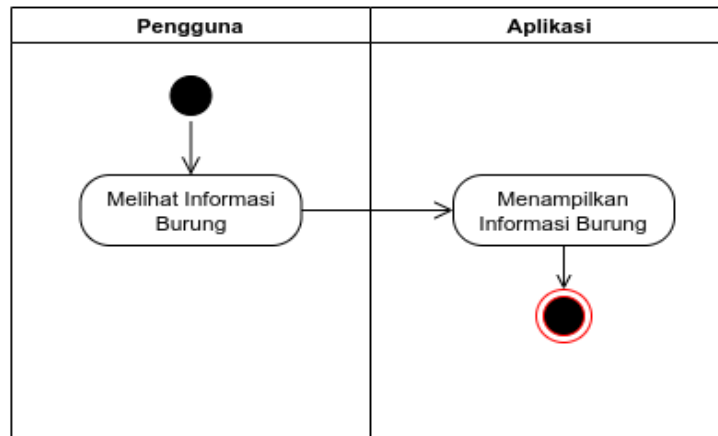 Pengguna
Aplikasi
Melihat Informasi
Burung
Menampilkan
Informasi Burung